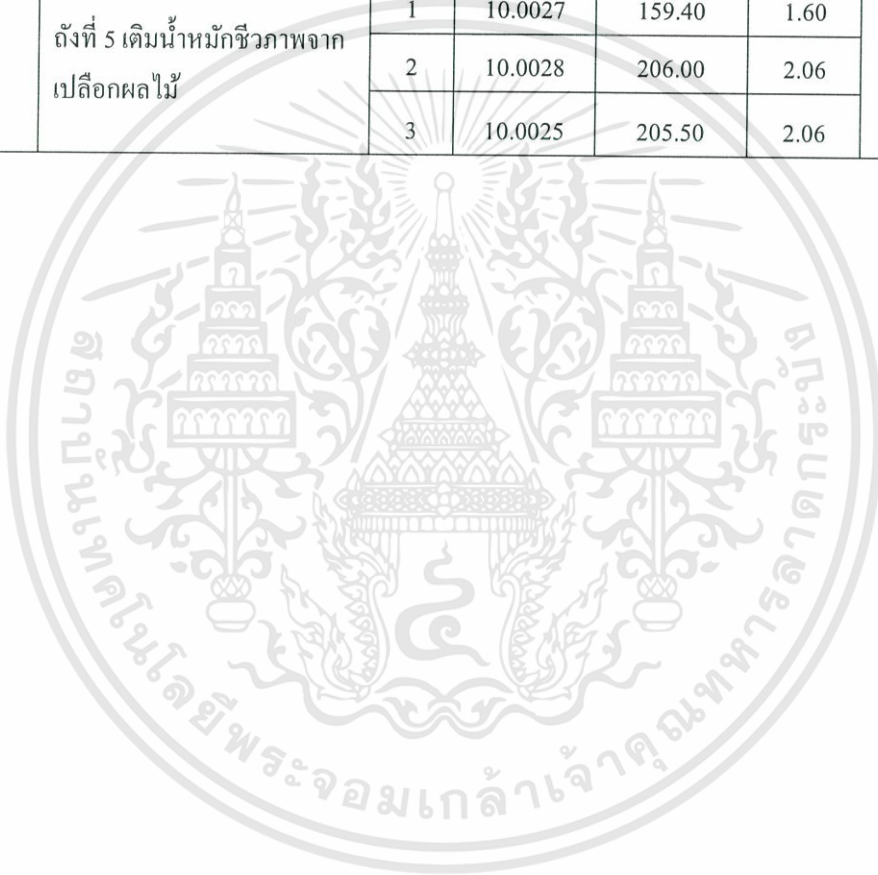 ถังที่ 5 เติมน้ำหมักชีวภาพจาก
เปลือกผลไม้
1 10.0027 159.40 1.60
2 10.0028 206.00 2.06
3 10.0025 205.50 2.06
สถาบันเทคโนโลยีพระจอมเกล้าเจ้าคุณทหารลาดกระบัง